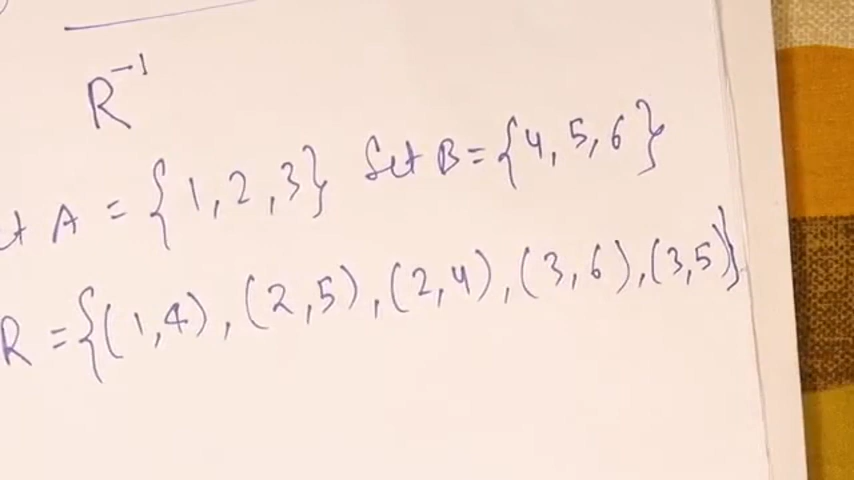 R⁻¹
A = {1, 2, 3} Set B = {4, 5, 6}
R = {(1, 4), (2, 5), (2, 4), (3, 6), (3, 5)}